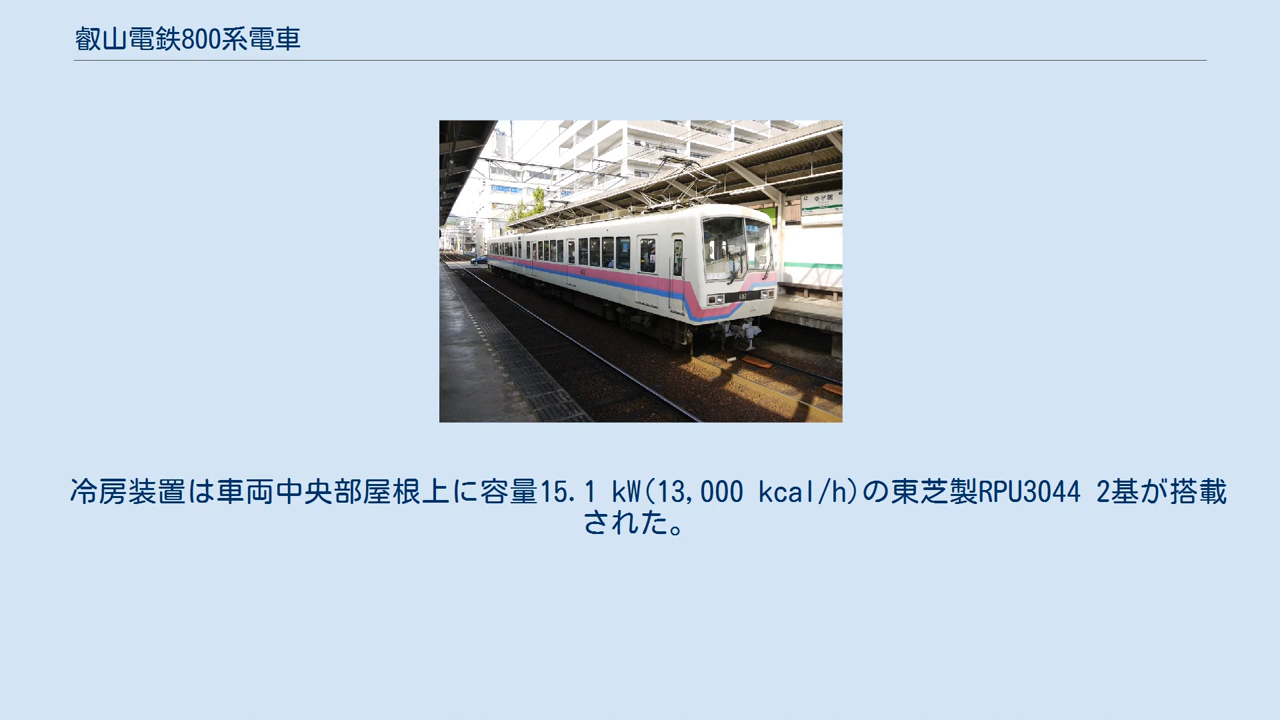 叡山電鉄800系電車
冷房装置は車両中央部屋根上に容量15.1 kW(13,000 kcal/h)の東芝製RPU3044 2基が搭載
された。